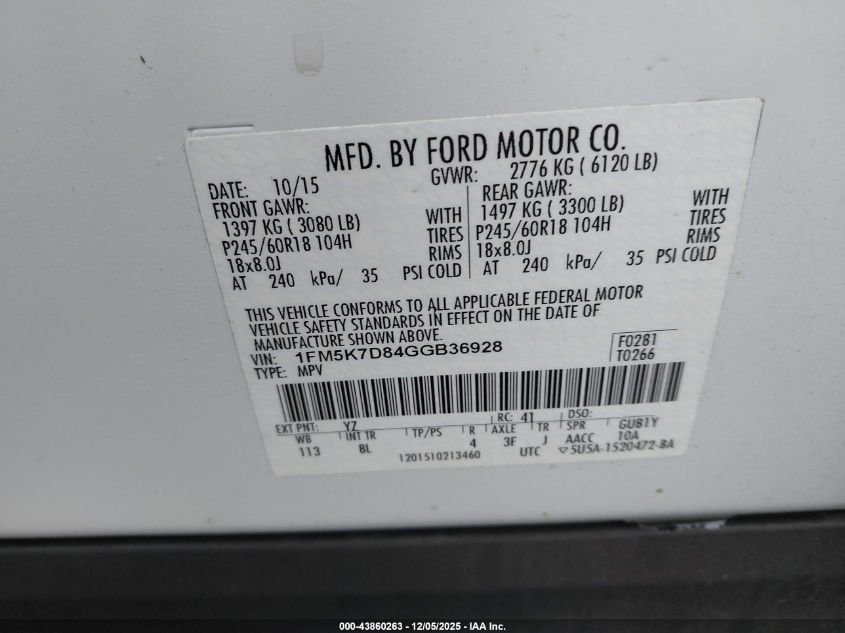 MFD. BY FORD MOTOR CO.
DATE: 10/15 GVWR: 2776 KG ( 6120 LB)
FRONT GAWR: REAR GAWR:
1397 KG ( 3080 LB) WITH 1497 KG ( 3300 LB) WITH
P245/60R18 104H TIRES P245/60R18 104H TIRES
18x8.0J RIMS 18x8.0J RIMS
AT 240 kPa/ 35 PSI COLD AT 240 kPa/ 35 PSI COLD
THIS VEHICLE CONFORMS TO ALL APPLICABLE FEDERAL MOTOR
VEHICLE SAFETY STANDARDS IN EFFECT ON THE DATE OF
MANUFACTURE SHOWN ABOVE.
VIN: 1FM5K7D84GGB36928 F0281
TYPE: MPV T0266
EXT PNT: YZ RC: 41 DSO:
WB INT TR TP/PS R AXLE TR SPR GUB1Y
113 8L 4 3F J AACC 10A
1201510213460 UTC ▽5U5A-1520472-BA
000-43860263 - 12/05/2025 - IAA Inc.